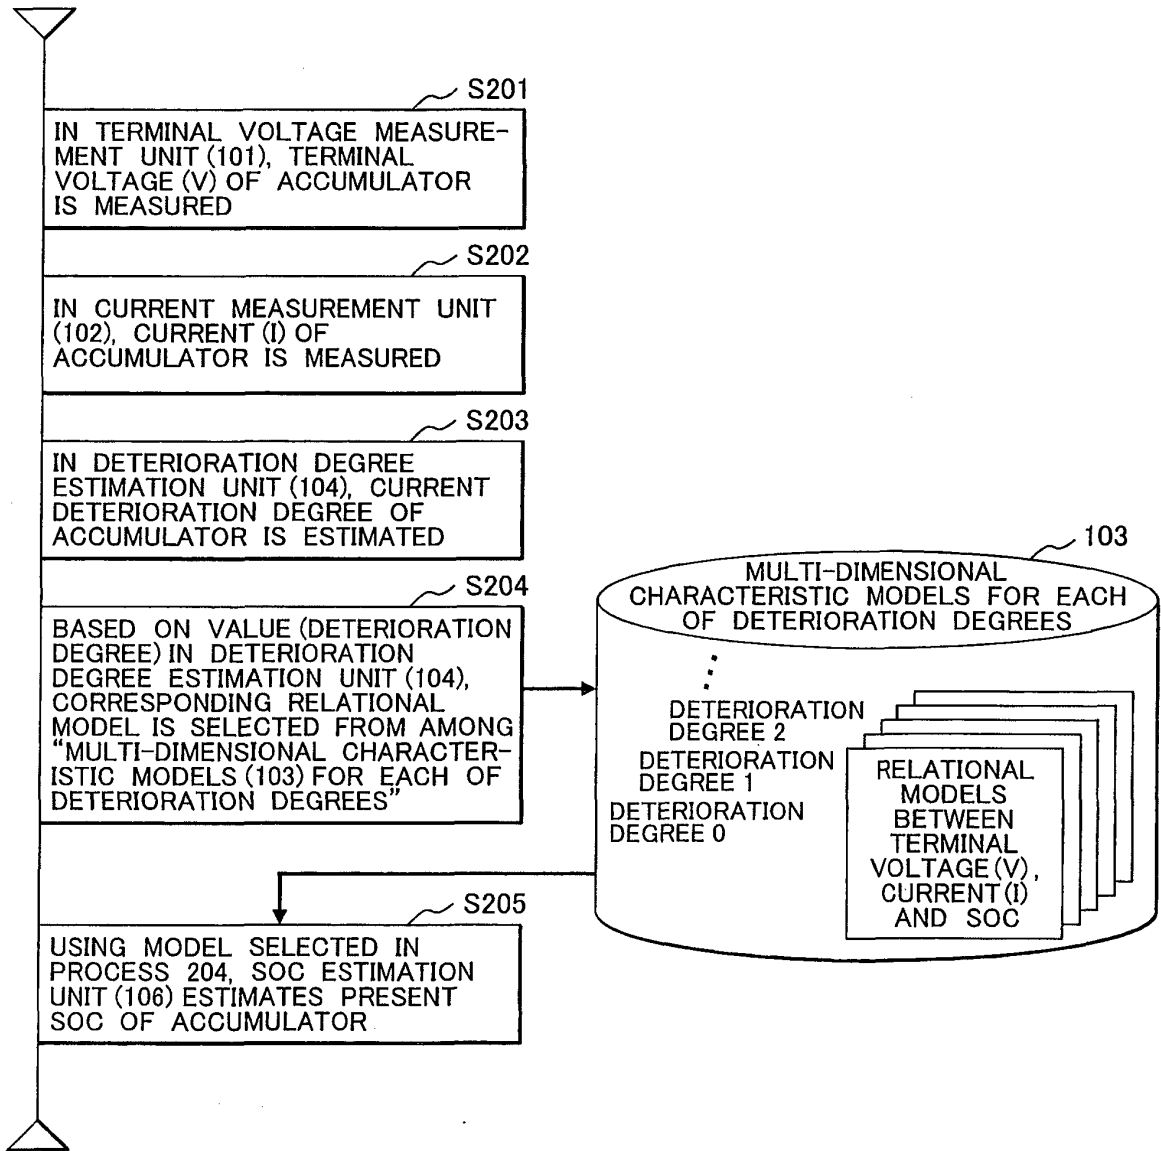 S201
IN TERMINAL VOLTAGE MEASURE-
MENT UNIT (101), TERMINAL
VOLTAGE (V) OF ACCUMULATOR
IS MEASURED
S202
IN CURRENT MEASUREMENT UNIT
(102), CURRENT (I) OF
ACCUMULATOR IS MEASURED
S203
IN DETERIORATION DEGREE
ESTIMATION UNIT (104), CURRENT
DETERIORATION DEGREE OF
ACCUMULATOR IS ESTIMATED
S204
BASED ON VALUE (DETERIORATION
DEGREE) IN DETERIORATION
DEGREE ESTIMATION UNIT (104),
CORRESPONDING RELATIONAL
MODEL IS SELECTED FROM AMONG
“MULTI-DIMENSIONAL CHARACTER-
ISTIC MODELS (103) FOR EACH OF
DETERIORATION DEGREES”
103
MULTI-DIMENSIONAL
CHARACTERISTIC MODELS FOR EACH
OF DETERIORATION DEGREES
DETERIORATION
DEGREE 2
DETERIORATION
DEGREE 1
DETERIORATION
DEGREE 0
RELATIONAL
MODELS
BETWEEN
TERMINAL
VOLTAGE (V),
CURRENT (I)
AND SOC
S205
USING MODEL SELECTED IN
PROCESS 204, SOC ESTIMATION
UNIT (106) ESTIMATES PRESENT
SOC OF ACCUMULATOR